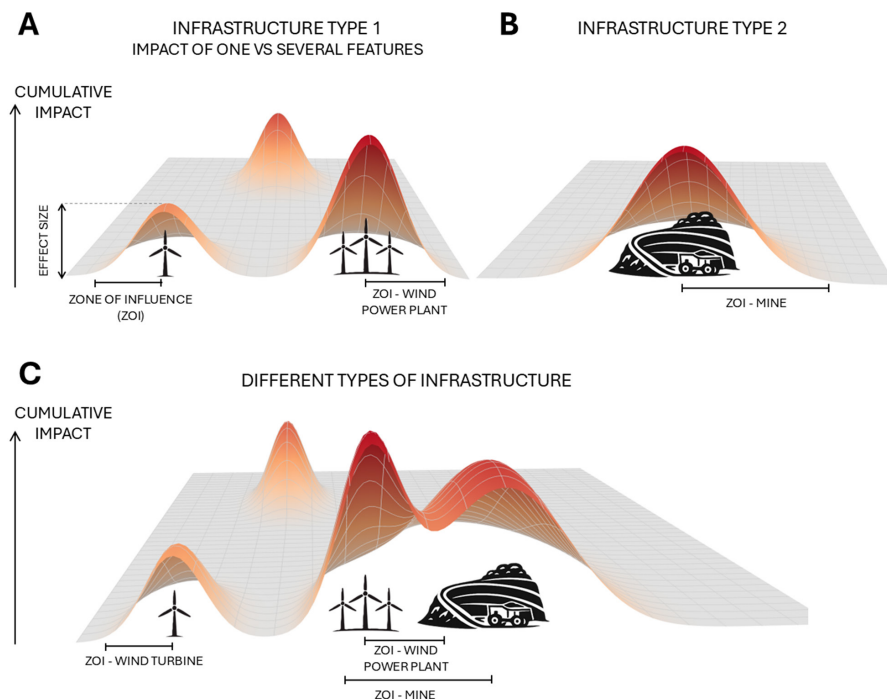 A
INFRASTRUCTURE TYPE 1
IMPACT OF ONE VS SEVERAL FEATURES
B
INFRASTRUCTURE TYPE 2
CUMULATIVE
IMPACT
EFFECT SIZE
ZONE OF INFLUENCE
(ZOI)
ZOI - WIND
POWER PLANT
ZOI - MINE
C
DIFFERENT TYPES OF INFRASTRUCTURE
CUMULATIVE
IMPACT
ZOI - WIND TURBINE
ZOI - WIND
POWER PLANT
ZOI - MINE